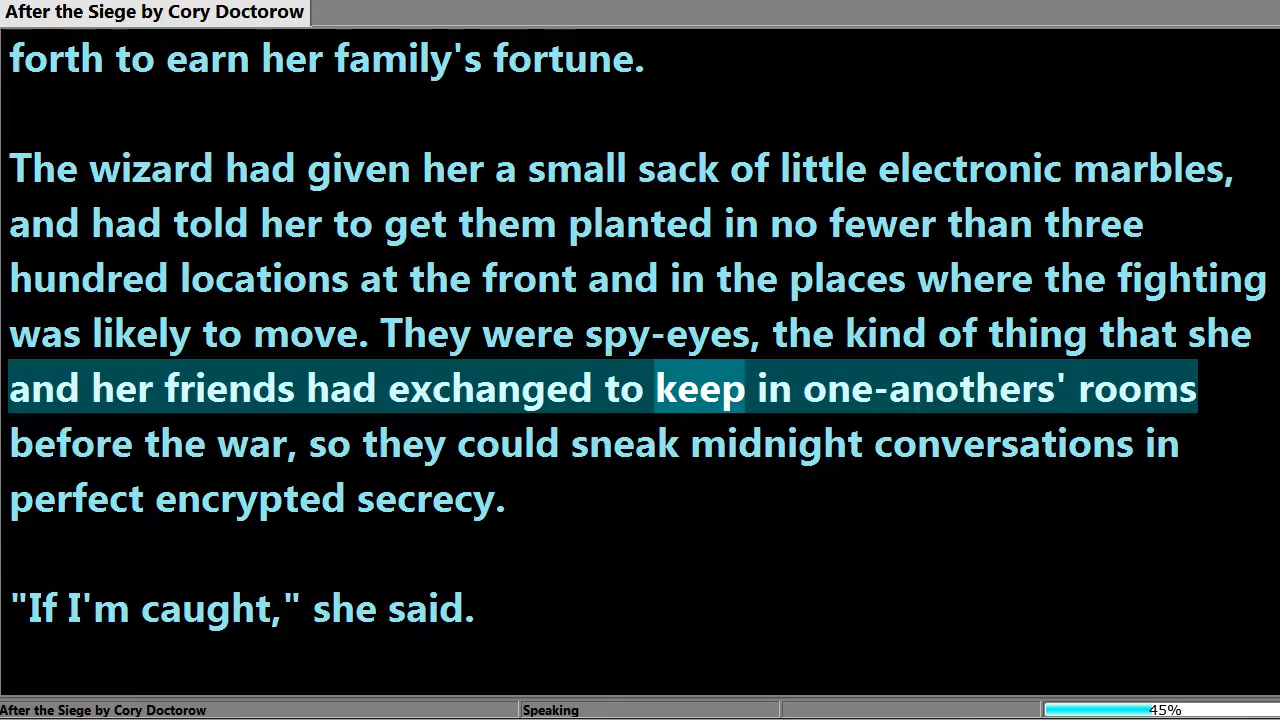 After the Siege by Cory Doctorow
forth to earn her family's fortune.
The wizard had given her a small sack of little electronic marbles,
and had told her to get them planted in no fewer than three
hundred locations at the front and in the places where the fighting
was likely to move. They were spy-eyes, the kind of thing that she
and her friends had exchanged to keep in one-anothers' rooms
before the war, so they could sneak midnight conversations in
perfect encrypted secrecy.
"If I'm caught," she said.
After the Siege by Cory Doctorow
Speaking
45%